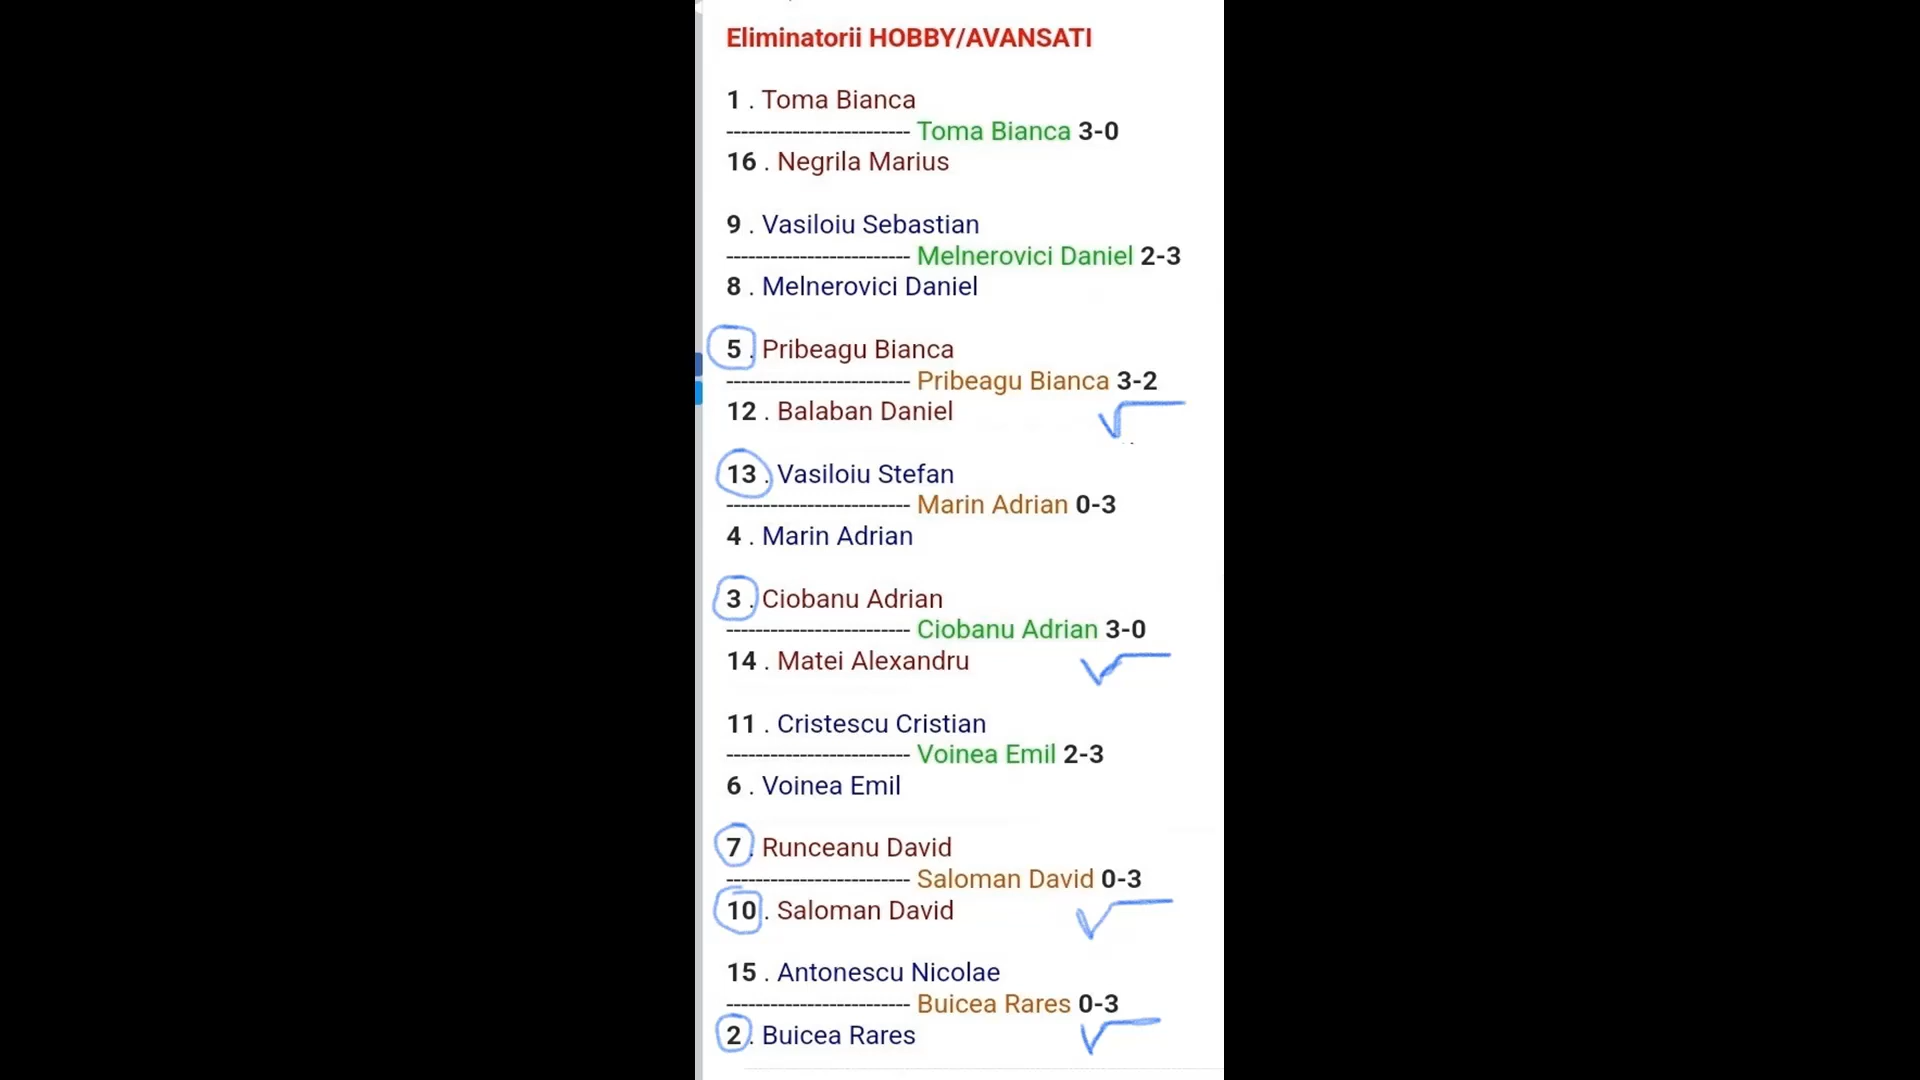 Eliminatorii HOBBY/AVANSATI
1 . Toma Bianca
------------------------- Toma Bianca 3-0
16 . Negrila Marius
9 . Vasiloiu Sebastian
------------------------- Melnerovici Daniel 2-3
8 . Melnerovici Daniel
5 . Pribeagu Bianca
------------------------- Pribeagu Bianca 3-2
12 . Balaban Daniel
13 . Vasiloiu Stefan
------------------------- Marin Adrian 0-3
4 . Marin Adrian
3 . Ciobanu Adrian
------------------------- Ciobanu Adrian 3-0
14 . Matei Alexandru
11 . Cristescu Cristian
------------------------- Voinea Emil 2-3
6 . Voinea Emil
7 . Runceanu David
------------------------- Saloman David 0-3
10 . Saloman David
15 . Antonescu Nicolae
------------------------- Buicea Rares 0-3
2 . Buicea Rares